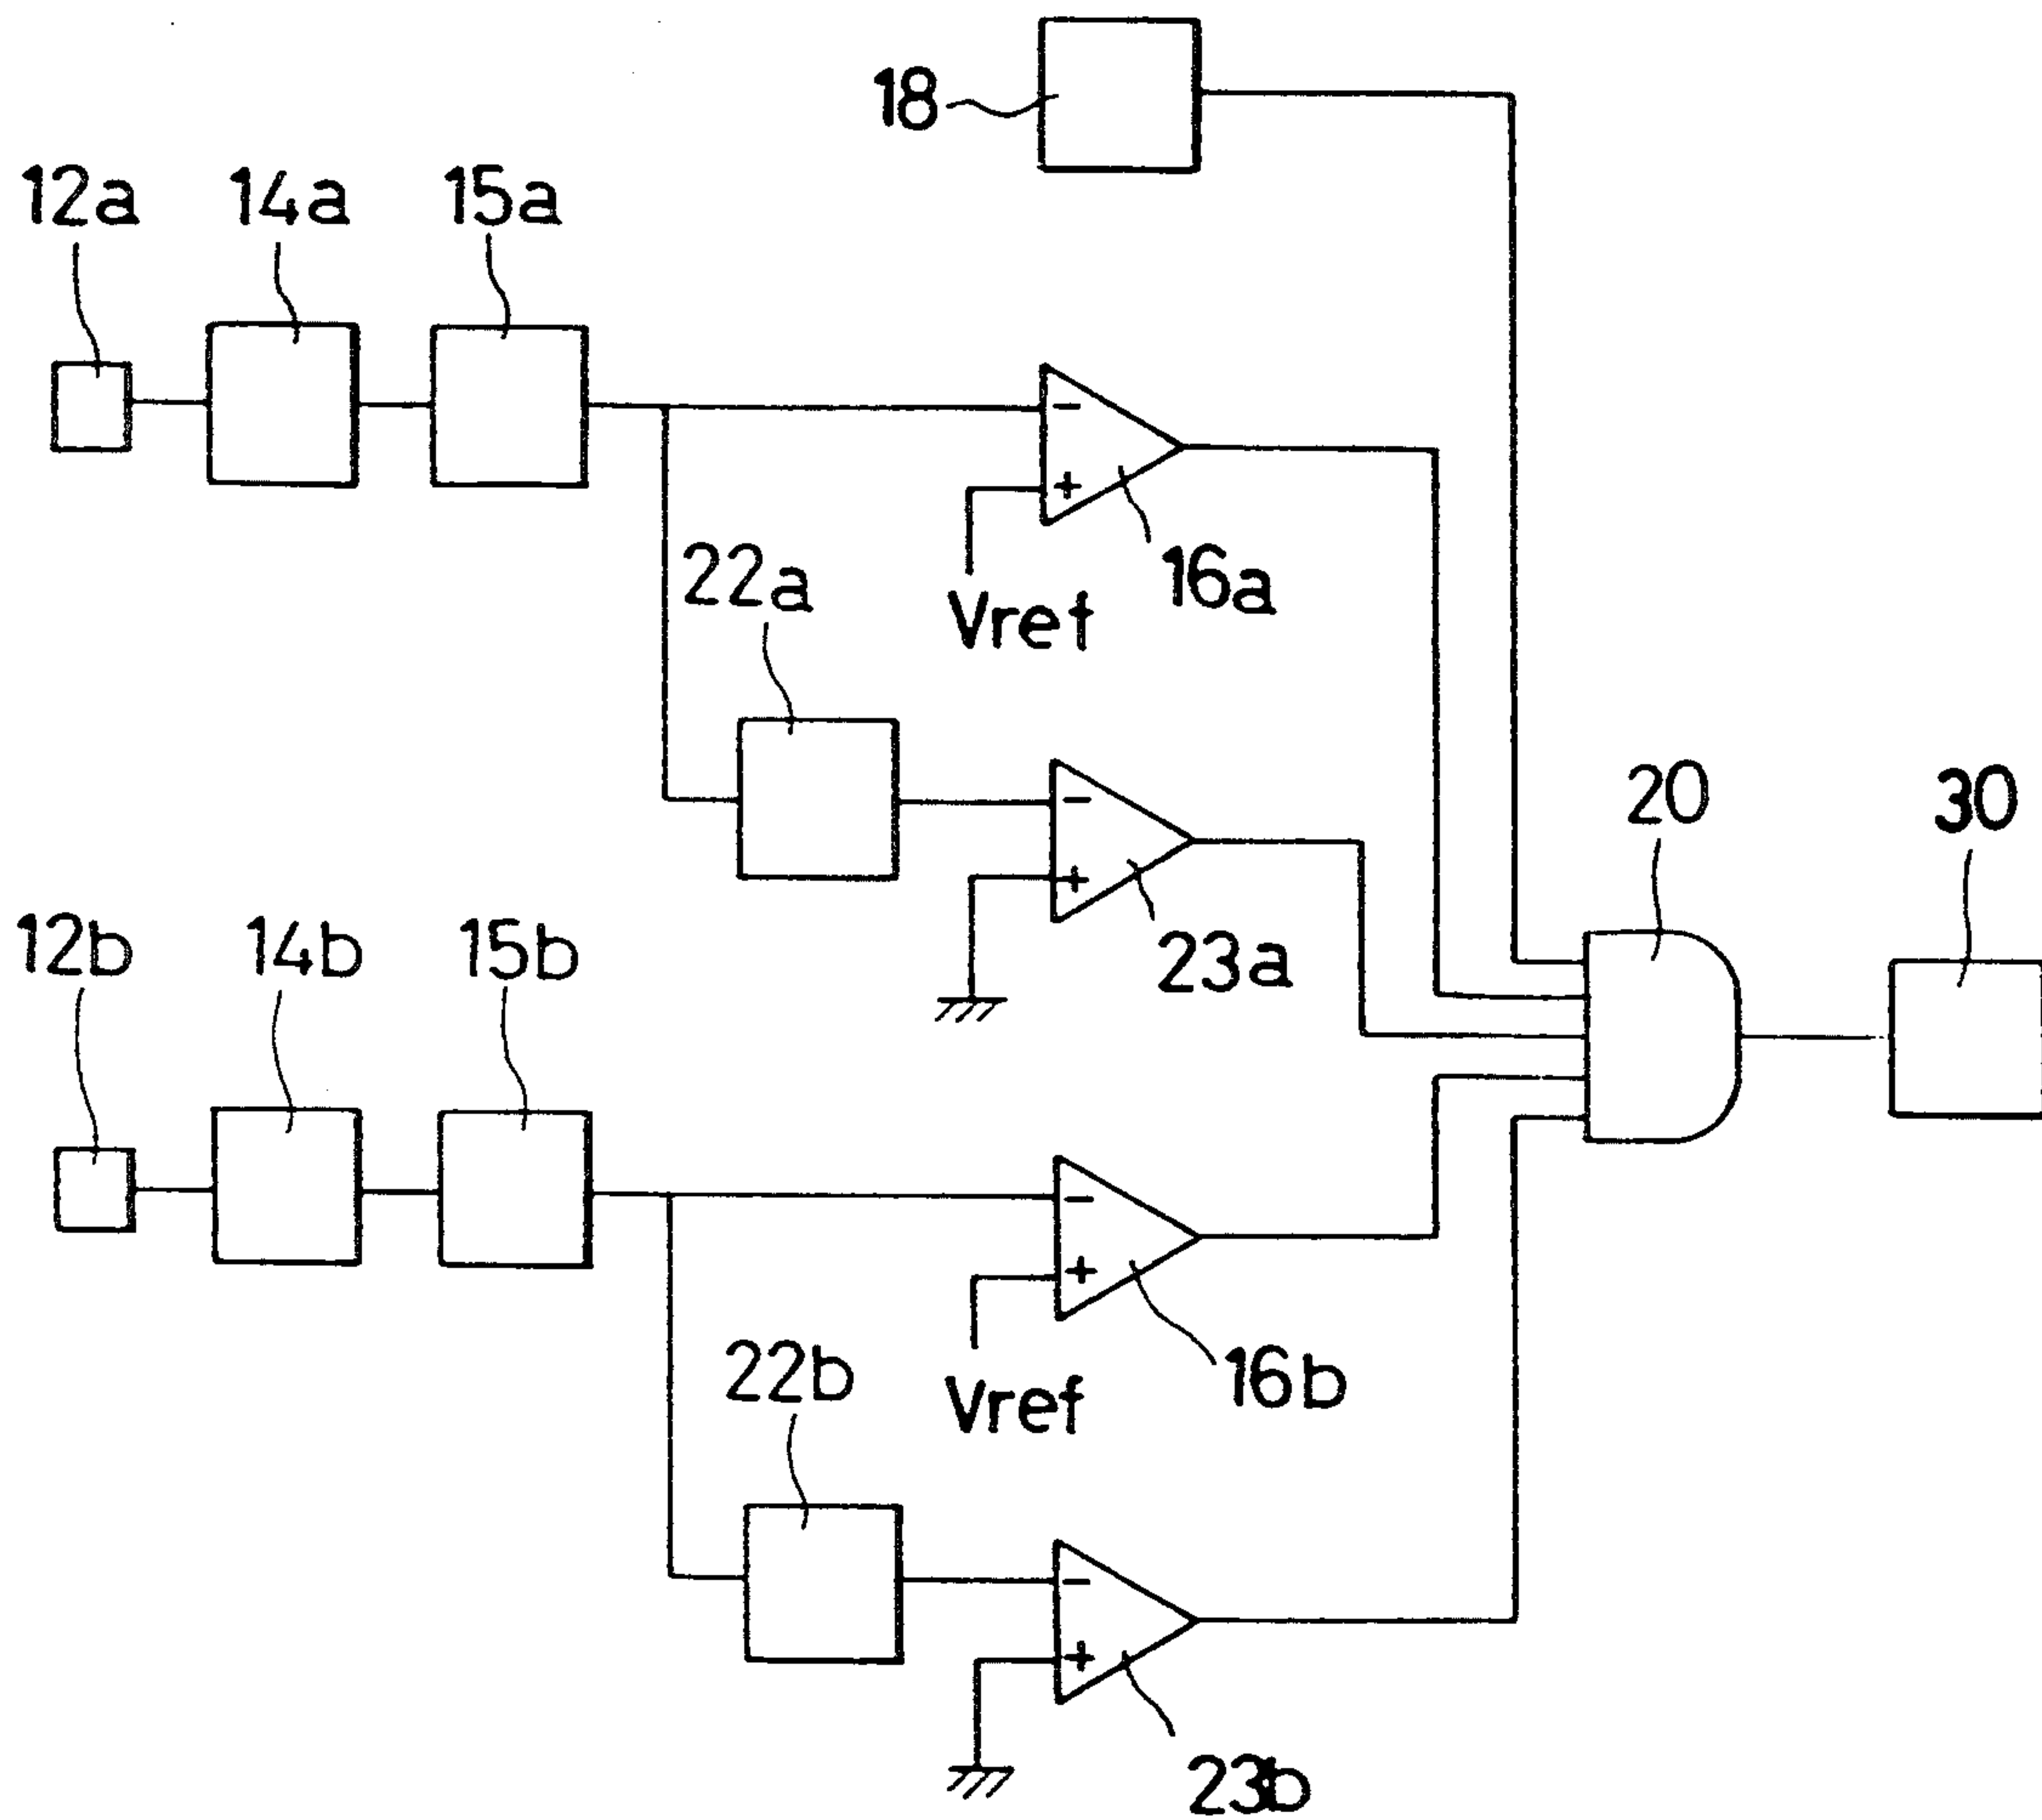 18
12a 14a 15a
- +
16a
Vref
22a
- +
23a
20
30
12b 14b 15b
- +
16b
Vref
22b
- +
23b